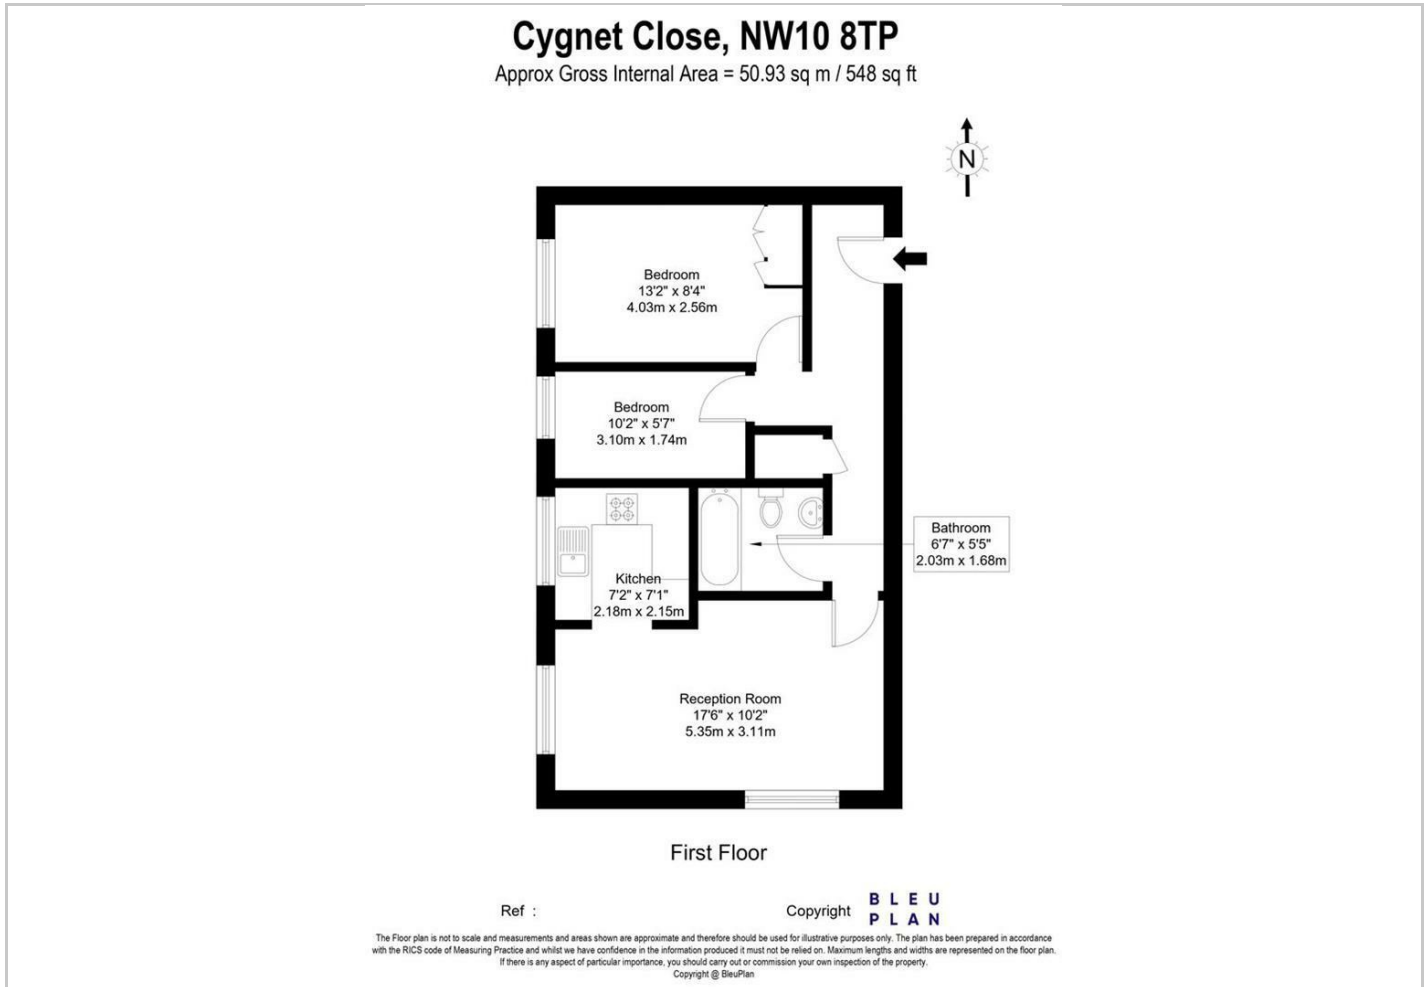 Cygnet Close, NW10 8TP
Approx Gross Internal Area = 50.93 sq m / 548 sq ft
N
Bedroom
13'2" x 8'4"
4.03m x 2.56m
Bedroom
10'2" x 5'7"
3.10m x 1.74m
Bathroom
6'7" x 5'5"
2.03m x 1.68m
Kitchen
7'2" x 7'1"
2.18m x 2.15m
Reception Room
17'6" x 10'2"
5.35m x 3.11m
First Floor
Ref :
Copyright
BLEU
PLAN
The Floor plan is not to scale and measurements and areas shown are approximate and therefore should be used for illustrative purposes only. The plan has been prepared in accordance
with the RICS code of Measuring Practice and whilst we have confidence in the information produced it must not be relied on. Maximum lengths and widths are represented on the floor plan.
If there is any aspect of particular importance, you should carry out or commission your own inspection of the property.
Copyright @ BleuPlan